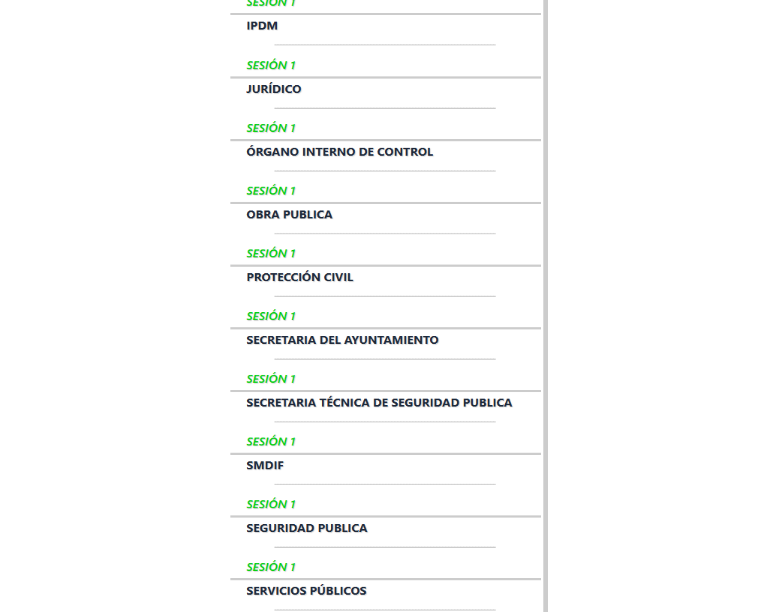 SESIÓN 1
IPDM
SESIÓN 1
JURÍDICO
SESIÓN 1
ÓRGANO INTERNO DE CONTROL
SESIÓN 1
OBRA PUBLICA
SESIÓN 1
PROTECCIÓN CIVIL
SESIÓN 1
SECRETARIA DEL AYUNTAMIENTO
SESIÓN 1
SECRETARIA TÉCNICA DE SEGURIDAD PUBLICA
SESIÓN 1
SMDIF
SESIÓN 1
SEGURIDAD PUBLICA
SESIÓN 1
SERVICIOS PÚBLICOS